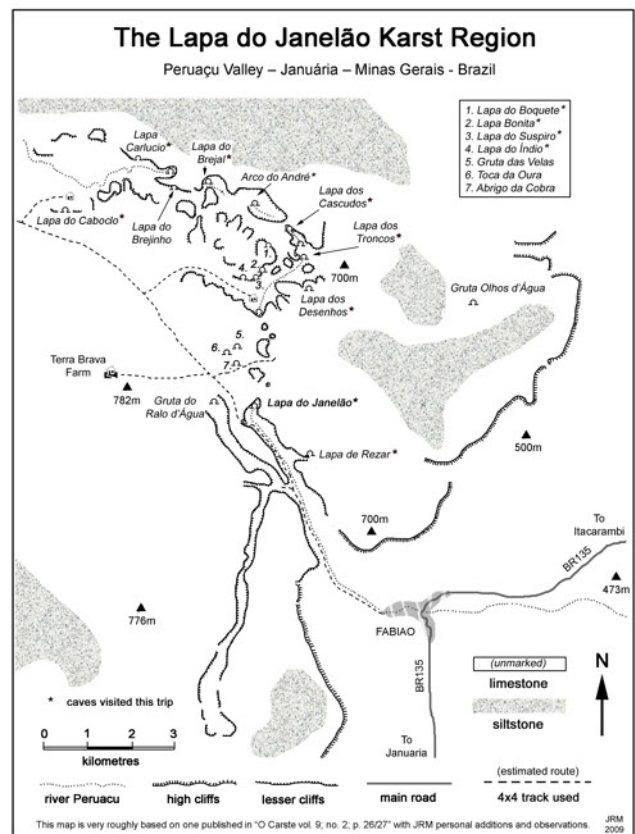 The Lapa do Janelão Karst Region
Peruaçu Valley – Januária – Minas Gerais - Brazil
1. Lapa do Boquete*
2. Lapa Bonita*
3. Lapa do Suspiro*
4. Lapa do Índio*
5. Gruta das Velas
6. Toca da Oura
7. Abrigo da Cobra
Lapa
Carlucio*
Lapa do
Brejal*
Arco do André*
Lapa dos
Cascudos*
Lapa do Caboclo*
Lapa do
Brejinho
Lapa dos
Troncos*
1.
2.
4.
3.
700m
Lapa dos
Desenhos*
Gruta Olhos d'Água
5.
6.
7.
Terra Brava
Farm
782m
Gruta do
Ralo d'Água
Lapa do Janelão*
Lapa de Rezar*
500m
700m
To
Itacarambi
BR135
473m
776m
FABIAO
BR135
To
Januaria
(unmarked)
limestone
siltstone
N
* caves visited this trip
0 1 2 3
kilometres
river Peruacu
high cliffs
lesser cliffs
main road
(estimated route)
4x4 track used
This map is very roughly based on one published in "O Carste vol. 9; no. 2; p. 26/27" with JRM personal additions and observations.
JRM
2009